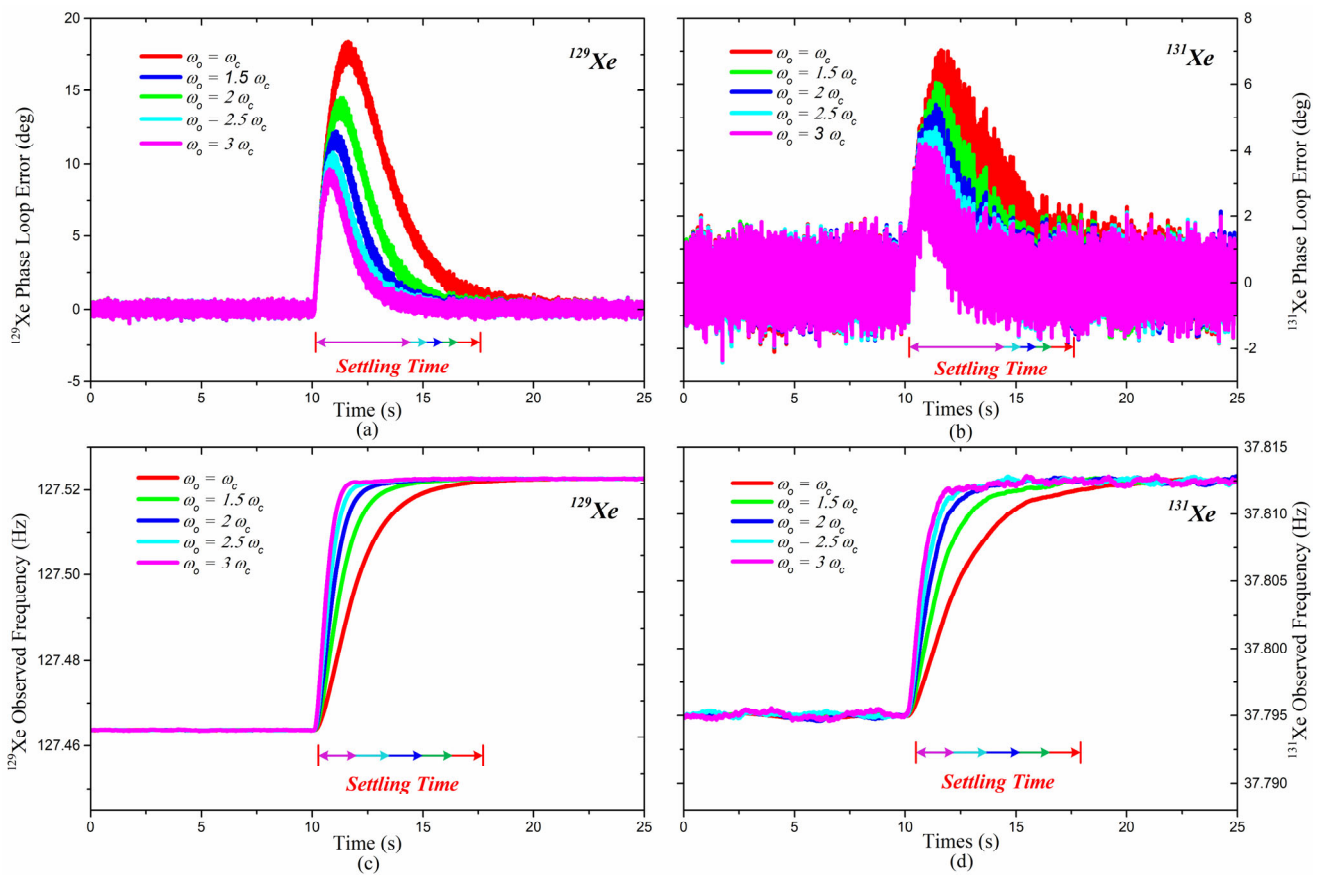 20
15
10
5
0
-5
129Xe Phase Loop Error (deg)
ωo = ωc
ωo = 1.5 ωc
ωo = 2 ωc
ωo − 2.5 ωc
ωo = 3 ωc
129Xe
Settling Time
0 5 10 15 20 25
Time (s)
(a)
8
6
4
2
0
-2
131Xe Phase Loop Error (deg)
ωo = ωc
ωo = 1.5 ωc
ωo = 2 ωc
ωo = 2.5 ωc
ωo = 3 ωc
131Xe
Settling Time
0 5 10 15 20 25
Times (s)
(b)
127.52
127.50
127.48
127.46
129Xe Observed Frequency (Hz)
ωo = ωc
ωo = 1.5 ωc
ωo = 2 ωc
ωo = 2.5 ωc
ωo = 3 ωc
129Xe
Settling Time
0 5 10 15 20 25
Time (s)
(c)
37.815
37.810
37.805
37.800
37.795
37.790
131Xe Observed Frequency (Hz)
ωo = ωc
ωo = 1.5 ωc
ωo = 2 ωc
ωo − 2.5 ωc
ωo = 3 ωc
131Xe
Settling Time
0 5 10 15 20 25
Times (s)
(d)